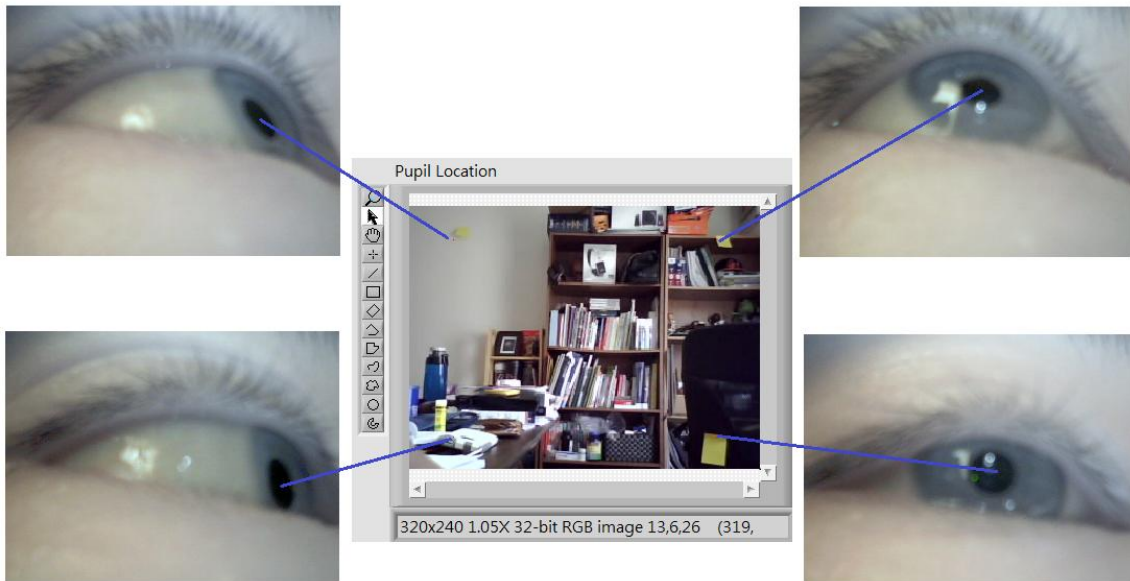 Pupil Location
320x240 1.05X 32-bit RGB image 13,6,26 (319,